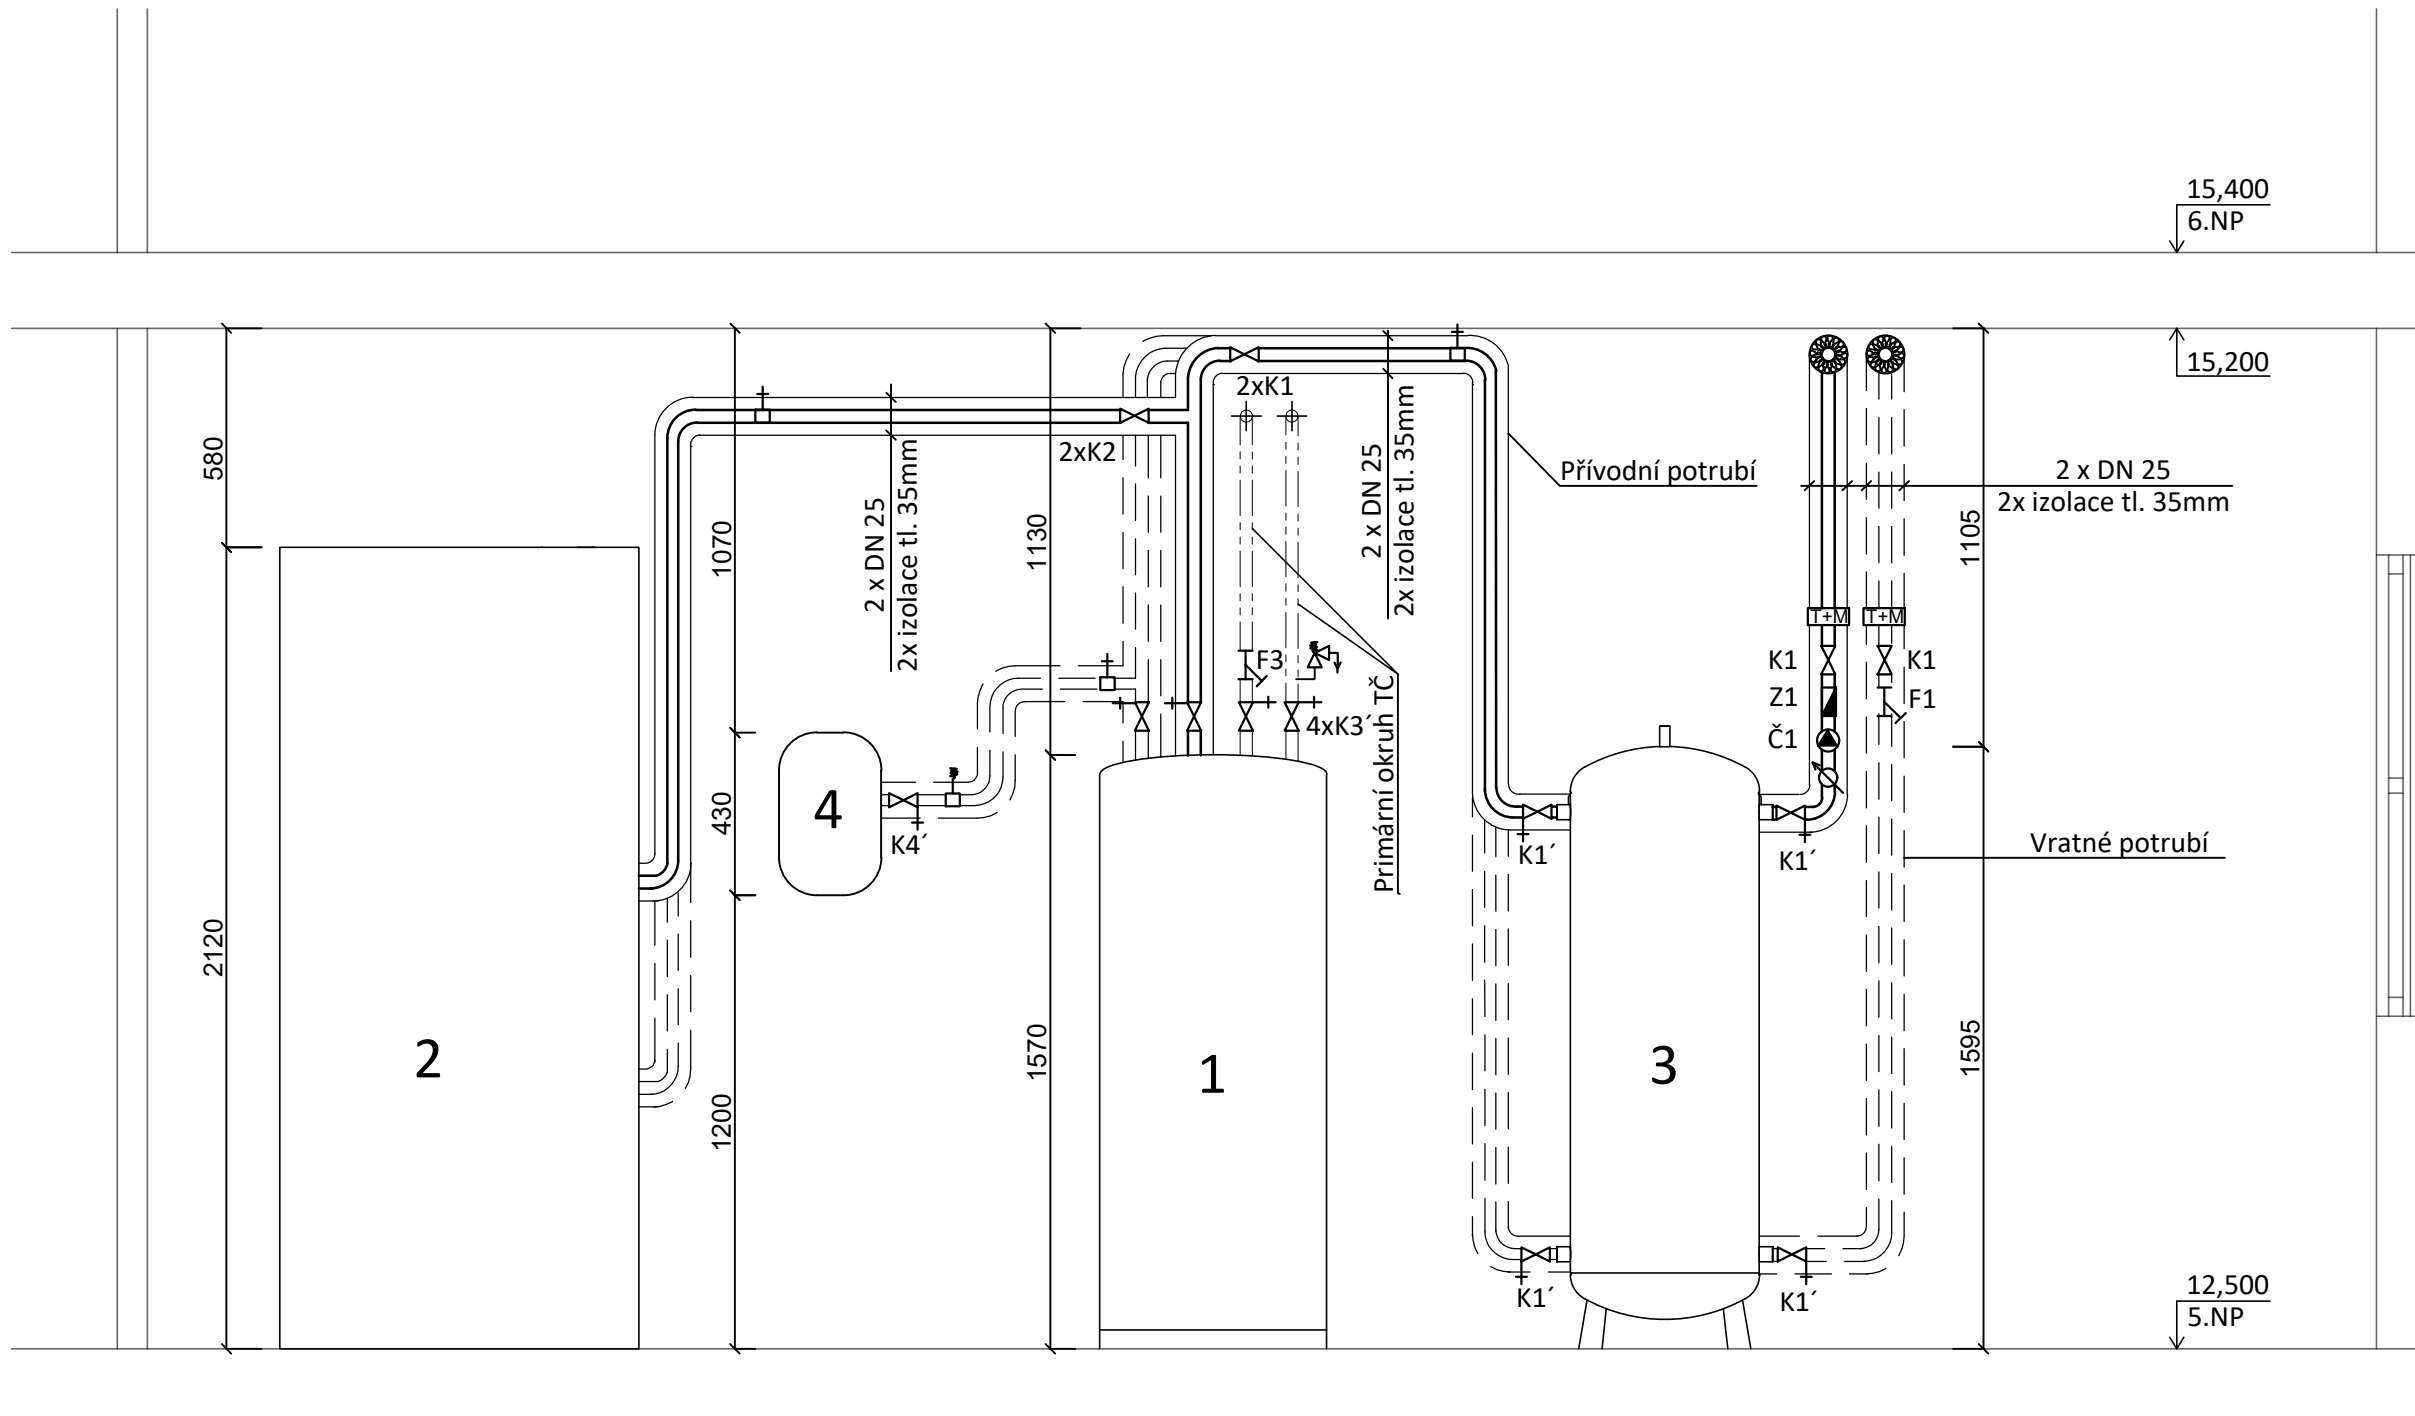 15,400
6.NP
15,200
2xK1
580
2xK2
Přívodní potrubí
2 x DN 25
2x izolace tl. 35mm
2 x DN 25
2x izolace tl. 35mm
2 x DN 25
2x izolace tl. 35mm
1070
1130
1105
T+M
T+M
F3
K1
K1
Z1
F1
4xK3´
Č1
Primární okruh TČ
430
4
K4´
K1´
K1´
Vratné potrubí
2120
2
1570
1
3
1595
1200
K1´
K1´
12,500
5.NP